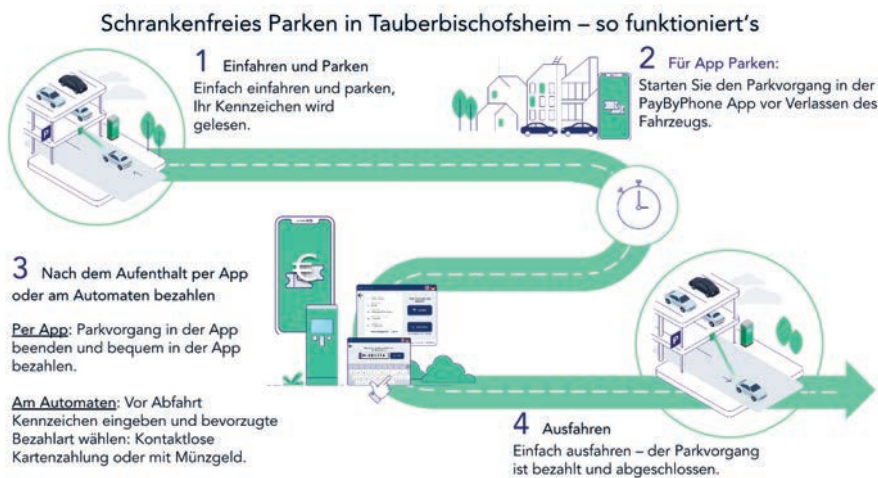 Schrankenfreies Parken in Tauberbischofsheim – so funktioniert's
1 Einfahren und Parken
Einfach einfahren und parken,
Ihr Kennzeichen wird
gelesen.
2 Für App Parken:
Starten Sie den Parkvorgang in der
PayByPhone App vor Verlassen des
Fahrzeugs.
3 Nach dem Aufenthalt per App
oder am Automaten bezahlen
Per App: Parkvorgang in der App
beenden und bequem in der App
bezahlen.
Am Automaten: Vor Abfahrt
Kennzeichen eingeben und bevorzugte
Bezahlart wählen: Kontaktlose
Kartenzahlung oder mit Münzgeld.
€
P
P
4 Ausfahren
Einfach ausfahren – der Parkvorgang
ist bezahlt und abgeschlossen.